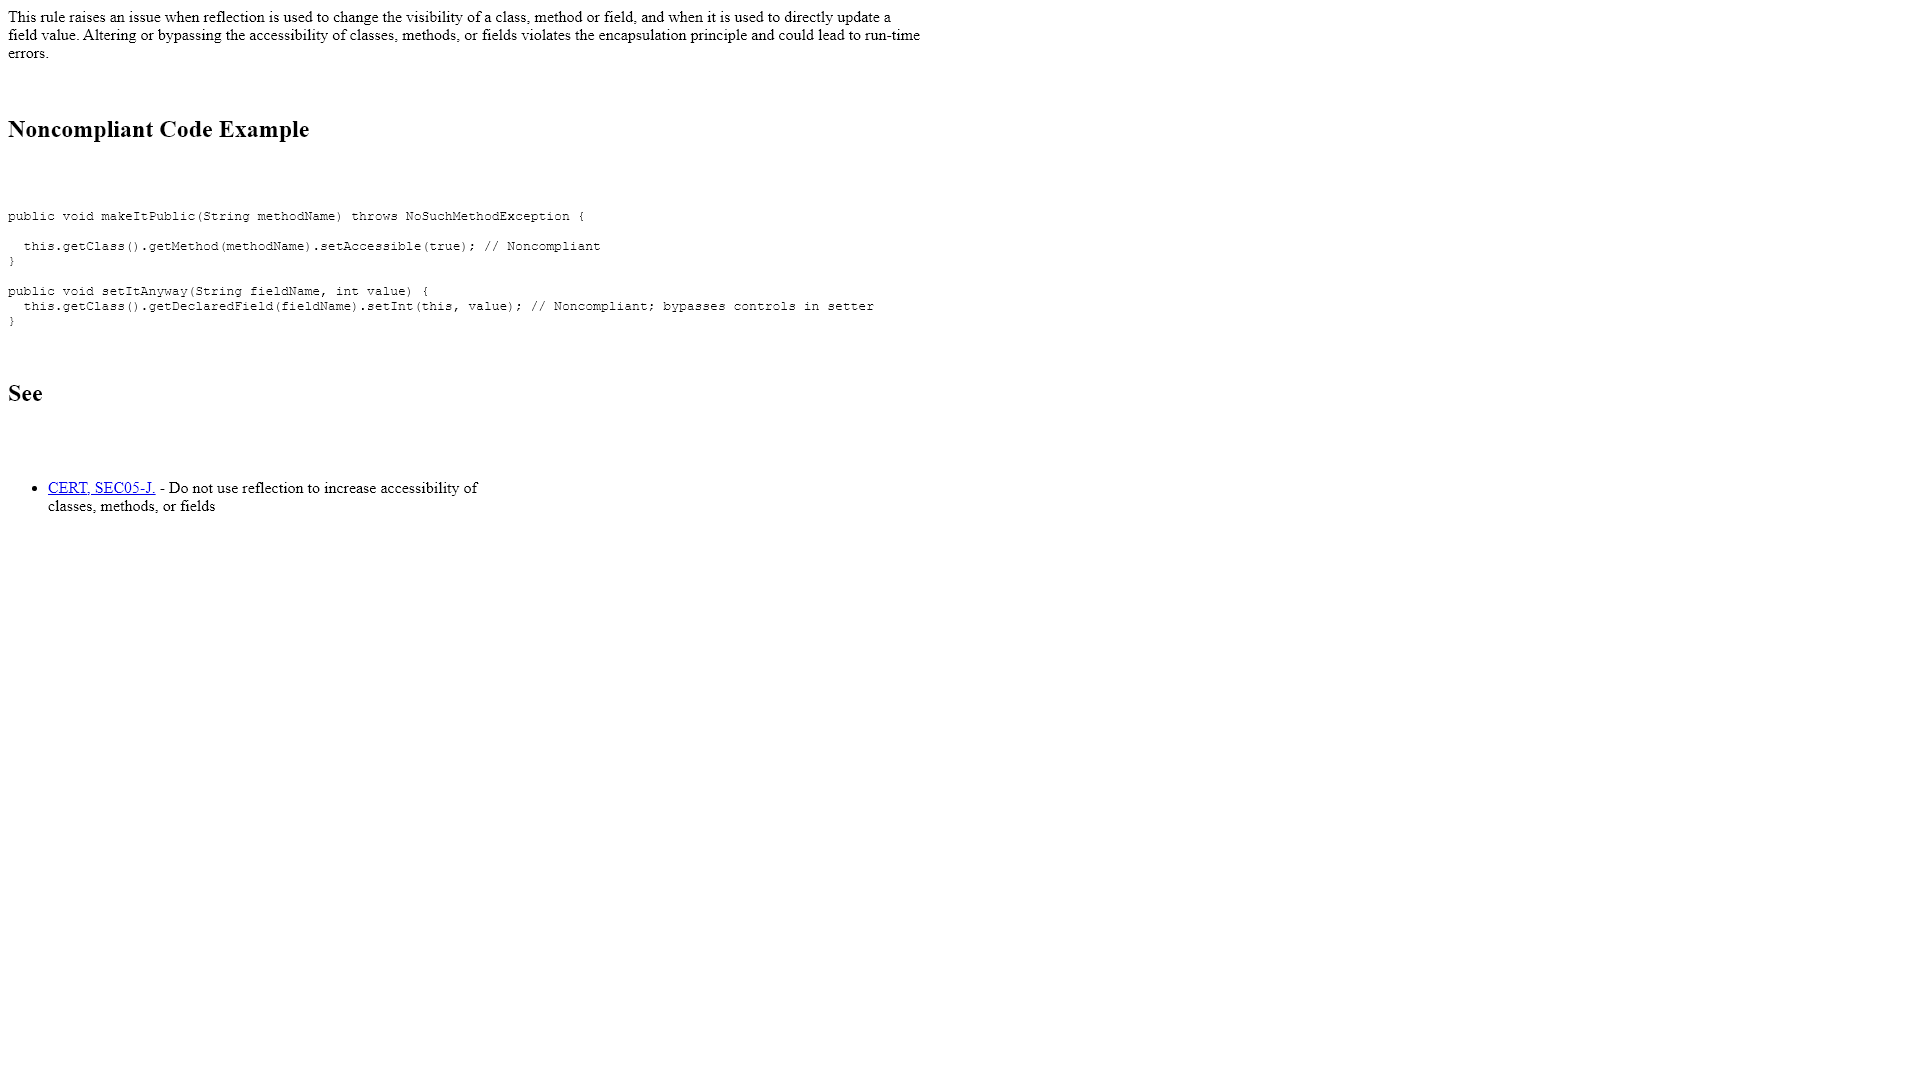 This rule raises an issue when reflection is used to change the visibility of a class, method or field, and when it is used to directly update a
field value. Altering or bypassing the accessibility of classes, methods, or fields violates the encapsulation principle and could lead to run-time
errors.
Noncompliant Code Example
public void makeItPublic(String methodName) throws NoSuchMethodException {
  this.getClass().getMethod(methodName).setAccessible(true); // Noncompliant
}
public void setItAnyway(String fieldName, int value) {
  this.getClass().getDeclaredField(fieldName).setInt(this, value); // Noncompliant; bypasses controls in setter
}
See
• CERT, SEC05-J. - Do not use reflection to increase accessibility of
classes, methods, or fields